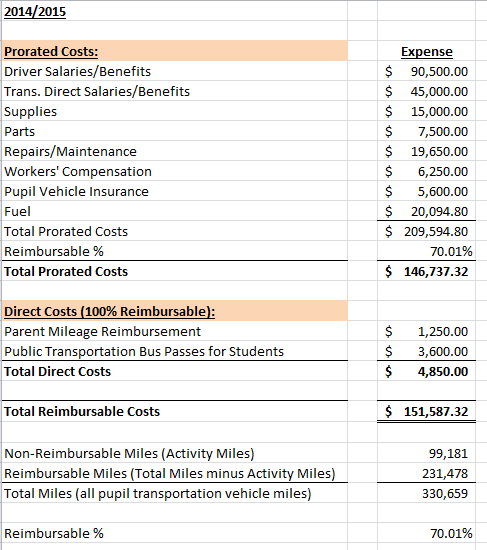 2014/2015
Prorated Costs: Expense
Driver Salaries/Benefits $ 90,500.00
Trans. Direct Salaries/Benefits $ 45,000.00
Supplies $ 15,000.00
Parts $ 7,500.00
Repairs/Maintenance $ 19,650.00
Workers' Compensation $ 6,250.00
Pupil Vehicle Insurance $ 5,600.00
Fuel $ 20,094.80
Total Prorated Costs $ 209,594.80
Reimbursable % 70.01%
Total Prorated Costs $ 146,737.32
Direct Costs (100% Reimbursable):
Parent Mileage Reimbursement $ 1,250.00
Public Transportation Bus Passes for Students $ 3,600.00
Total Direct Costs $ 4,850.00
Total Reimbursable Costs $ 151,587.32
Non-Reimbursable Miles (Activity Miles) 99,181
Reimbursable Miles (Total Miles minus Activity Miles) 231,478
Total Miles (all pupil transportation vehicle miles) 330,659
Reimbursable % 70.01%